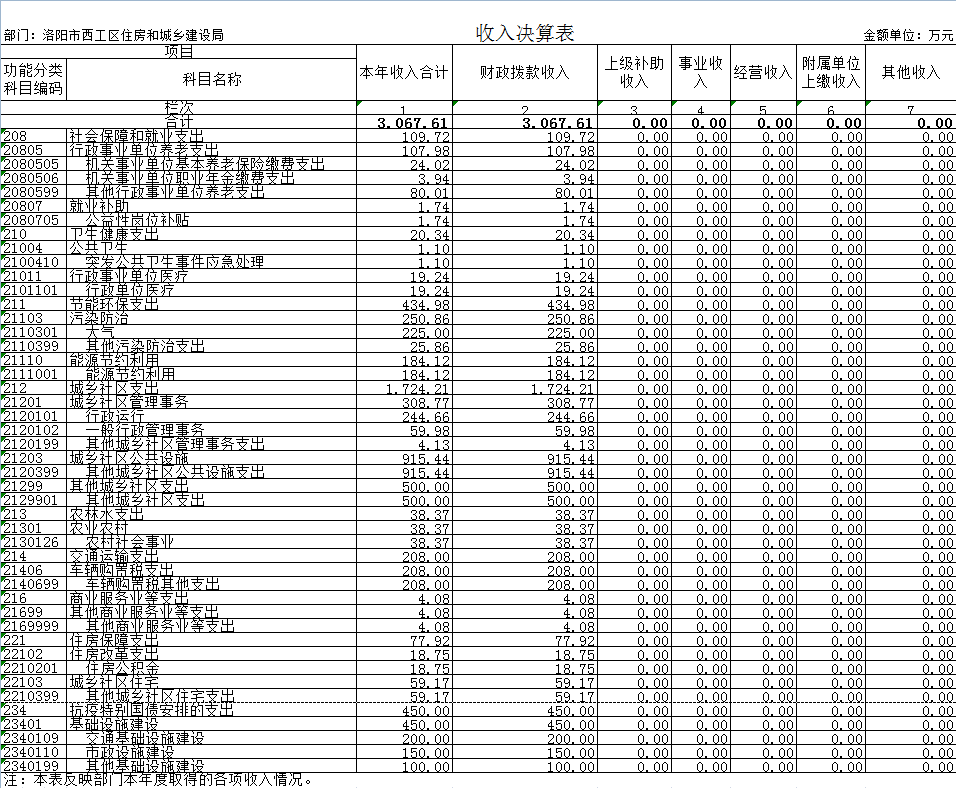 收入决算表
部门：洛阳市西工区住房和城乡建设局 金额单位：万元
项目 本年收入合计 财政拨款收入 上级补助收入 事业收入 经营收入 附属单位上缴收入 其他收入
功能分类科目编码 科目名称
栏次 1 2 3 4 5 6 7
合计 3,067.61 3,067.61 0.00 0.00 0.00 0.00 0.00
208 社会保障和就业支出 109.72 109.72 0.00 0.00 0.00 0.00 0.00
20805 行政事业单位养老支出 107.98 107.98 0.00 0.00 0.00 0.00 0.00
2080505 机关事业单位基本养老保险缴费支出 24.02 24.02 0.00 0.00 0.00 0.00 0.00
2080506 机关事业单位职业年金缴费支出 3.94 3.94 0.00 0.00 0.00 0.00 0.00
2080599 其他行政事业单位养老支出 80.01 80.01 0.00 0.00 0.00 0.00 0.00
20807 就业补助 1.74 1.74 0.00 0.00 0.00 0.00 0.00
2080705 公益性岗位补贴 1.74 1.74 0.00 0.00 0.00 0.00 0.00
210 卫生健康支出 20.34 20.34 0.00 0.00 0.00 0.00 0.00
21004 公共卫生 1.10 1.10 0.00 0.00 0.00 0.00 0.00
2100410 突发公共卫生事件应急处理 1.10 1.10 0.00 0.00 0.00 0.00 0.00
21011 行政事业单位医疗 19.24 19.24 0.00 0.00 0.00 0.00 0.00
2101101 行政单位医疗 19.24 19.24 0.00 0.00 0.00 0.00 0.00
211 节能环保支出 434.98 434.98 0.00 0.00 0.00 0.00 0.00
21103 污染防治 250.86 250.86 0.00 0.00 0.00 0.00 0.00
2110301 大气 225.00 225.00 0.00 0.00 0.00 0.00 0.00
2110399 其他污染防治支出 25.86 25.86 0.00 0.00 0.00 0.00 0.00
21110 能源节约利用 184.12 184.12 0.00 0.00 0.00 0.00 0.00
2111001 能源节约利用 184.12 184.12 0.00 0.00 0.00 0.00 0.00
212 城乡社区支出 1,724.21 1,724.21 0.00 0.00 0.00 0.00 0.00
21201 城乡社区管理事务 308.77 308.77 0.00 0.00 0.00 0.00 0.00
2120101 行政运行 244.66 244.66 0.00 0.00 0.00 0.00 0.00
2120102 一般行政管理事务 59.98 59.98 0.00 0.00 0.00 0.00 0.00
2120199 其他城乡社区管理事务支出 4.13 4.13 0.00 0.00 0.00 0.00 0.00
21203 城乡社区公共设施 915.44 915.44 0.00 0.00 0.00 0.00 0.00
2120399 其他城乡社区公共设施支出 915.44 915.44 0.00 0.00 0.00 0.00 0.00
21299 其他城乡社区支出 500.00 500.00 0.00 0.00 0.00 0.00 0.00
2129901 其他城乡社区支出 500.00 500.00 0.00 0.00 0.00 0.00 0.00
213 农林水支出 38.37 38.37 0.00 0.00 0.00 0.00 0.00
21301 农业农村 38.37 38.37 0.00 0.00 0.00 0.00 0.00
2130126 农村社会事业 38.37 38.37 0.00 0.00 0.00 0.00 0.00
214 交通运输支出 208.00 208.00 0.00 0.00 0.00 0.00 0.00
21406 车辆购置税支出 208.00 208.00 0.00 0.00 0.00 0.00 0.00
2140699 车辆购置税其他支出 208.00 208.00 0.00 0.00 0.00 0.00 0.00
216 商业服务业等支出 4.08 4.08 0.00 0.00 0.00 0.00 0.00
21699 其他商业服务业等支出 4.08 4.08 0.00 0.00 0.00 0.00 0.00
2169999 其他商业服务业等支出 4.08 4.08 0.00 0.00 0.00 0.00 0.00
221 住房保障支出 77.92 77.92 0.00 0.00 0.00 0.00 0.00
22102 住房改革支出 18.75 18.75 0.00 0.00 0.00 0.00 0.00
2210201 住房公积金 18.75 18.75 0.00 0.00 0.00 0.00 0.00
22103 城乡社区住宅 59.17 59.17 0.00 0.00 0.00 0.00 0.00
2210399 其他城乡社区住宅支出 59.17 59.17 0.00 0.00 0.00 0.00 0.00
234 抗疫特别国债安排的支出 450.00 450.00 0.00 0.00 0.00 0.00 0.00
23401 基础设施建设 450.00 450.00 0.00 0.00 0.00 0.00 0.00
2340109 交通基础设施建设 200.00 200.00 0.00 0.00 0.00 0.00 0.00
2340110 市政设施建设 150.00 150.00 0.00 0.00 0.00 0.00 0.00
2340199 其他基础设施建设 100.00 100.00 0.00 0.00 0.00 0.00 0.00
注：本表反映部门本年度取得的各项收入情况。